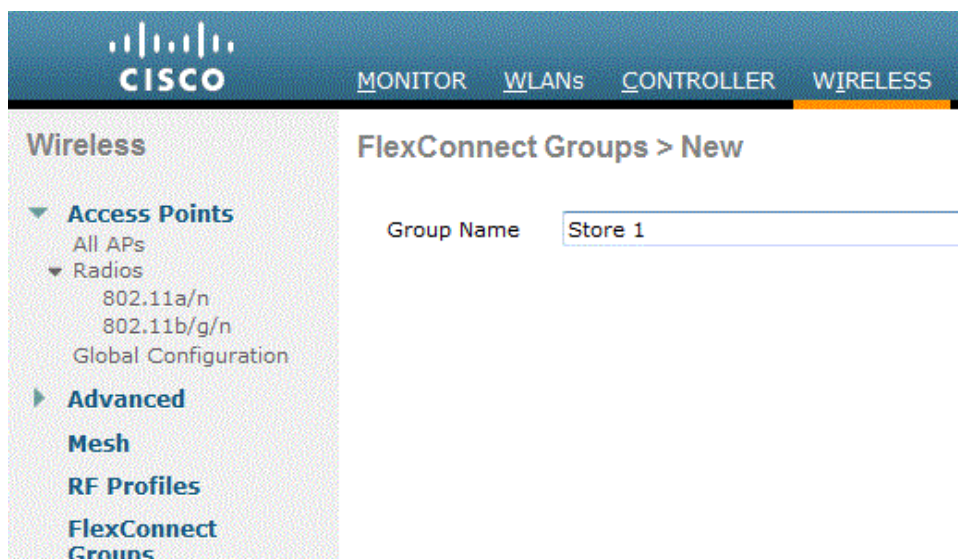 CISCO
MONITOR WLANs CONTROLLER WIRELESS
Wireless
FlexConnect Groups > New
Access Points
All APs
Radios
802.11a/n
802.11b/g/n
Global Configuration
Advanced
Mesh
RF Profiles
FlexConnect
Groups
Group Name Store 1